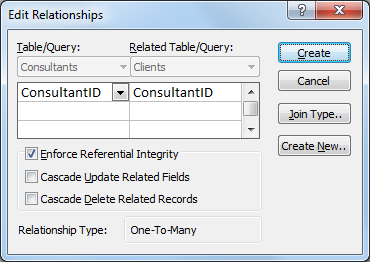 Edit Relationships
?
Table/Query: Related Table/Query:
Consultants Clients
ConsultantID ConsultantID
Enforce Referential Integrity
Cascade Update Related Fields
Cascade Delete Related Records
Relationship Type: One-To-Many
Create
Cancel
Join Type..
Create New..